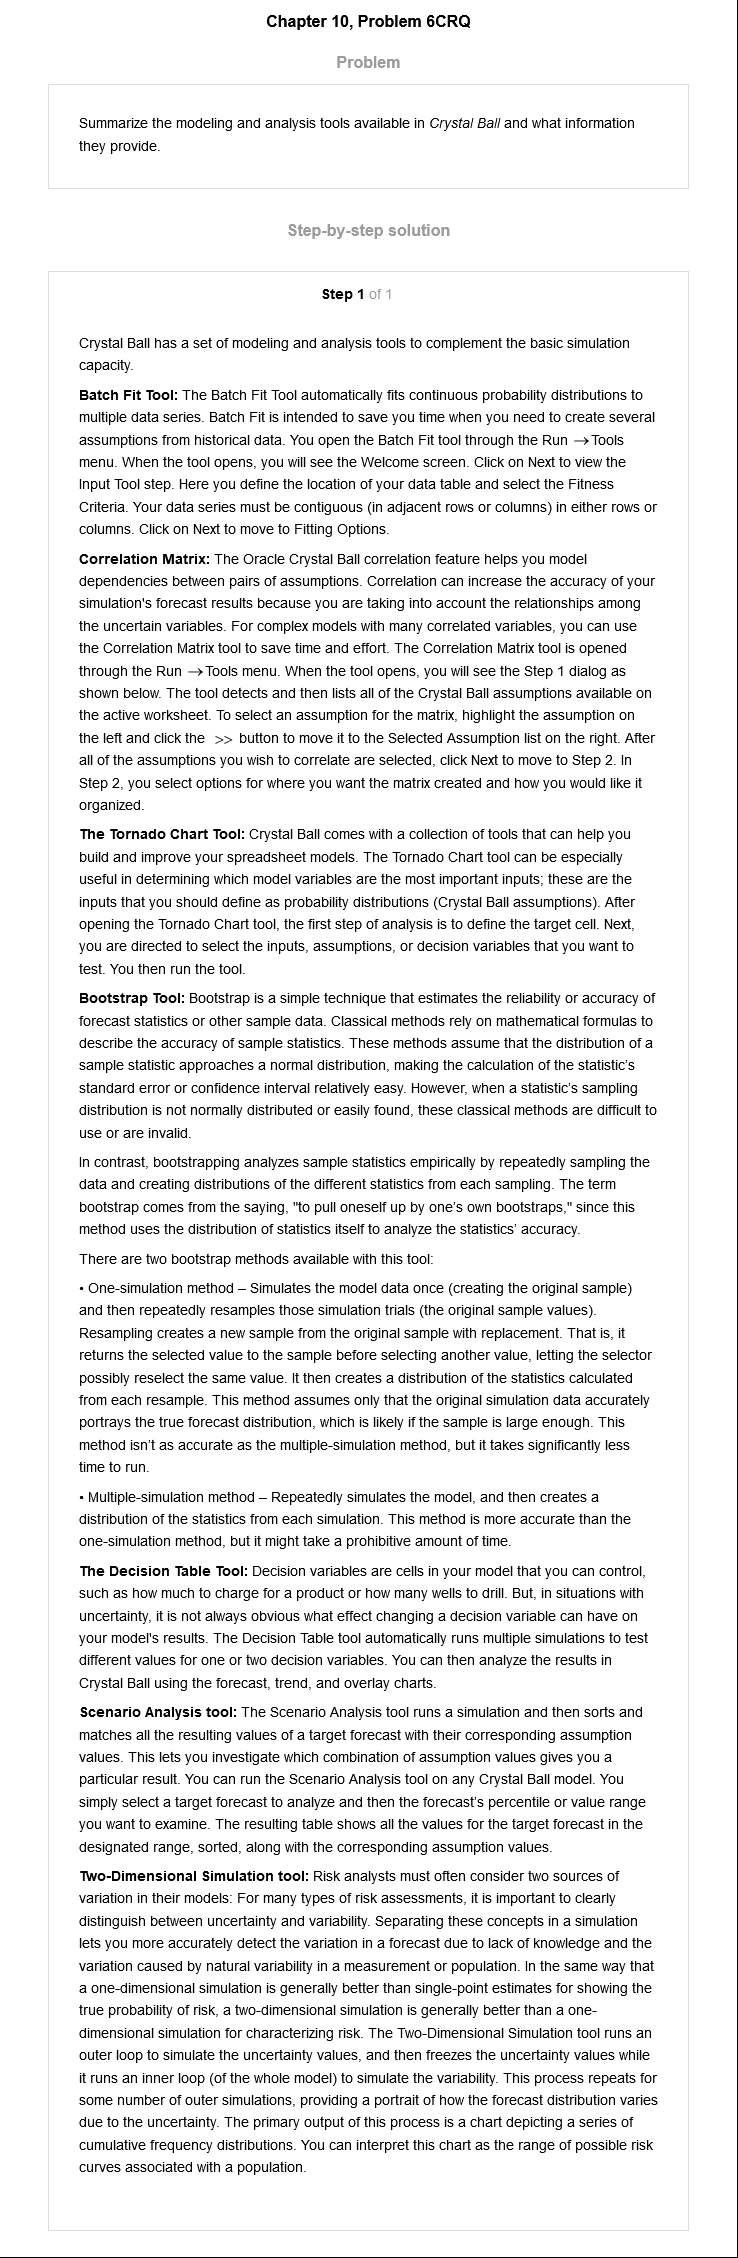 Chapter 10, Problem 6CRQ
Problem
Summarize the modeling and analysis tools available in Crystal Ball and what information
they provide.
Step-by-step solution
Step 1 of 1
Crystal Ball has a set of modeling and analysis tools to complement the basic simulation
capacity.
Batch Fit Tool: The Batch Fit Tool automatically fits continuous probability distributions to
multiple data series. Batch Fit is intended to save you time when you need to create several
assumptions from historical data. You open the Batch Fit tool through the Run →Tools
menu. When the tool opens, you will see the Welcome screen. Click on Next to view the
Input Tool step. Here you define the location of your data table and select the Fitness
Criteria. Your data series must be contiguous (in adjacent rows or columns) in either rows or
columns. Click on Next to move to Fitting Options.
Correlation Matrix: The Oracle Crystal Ball correlation feature helps you model
dependencies between pairs of assumptions. Correlation can increase the accuracy of your
simulation's forecast results because you are taking into account the relationships among
the uncertain variables. For complex models with many correlated variables, you can use
the Correlation Matrix tool to save time and effort. The Correlation Matrix tool is opened
through the Run →Tools menu. When the tool opens, you will see the Step 1 dialog as
shown below. The tool detects and then lists all of the Crystal Ball assumptions available on
the active worksheet. To select an assumption for the matrix, highlight the assumption on
the left and click the >> button to move it to the Selected Assumption list on the right. After
all of the assumptions you wish to correlate are selected, click Next to move to Step 2. In
Step 2, you select options for where you want the matrix created and how you would like it
organized.
The Tornado Chart Tool: Crystal Ball comes with a collection of tools that can help you
build and improve your spreadsheet models. The Tornado Chart tool can be especially
useful in determining which model variables are the most important inputs; these are the
inputs that you should define as probability distributions (Crystal Ball assumptions). After
opening the Tornado Chart tool, the first step of analysis is to define the target cell. Next,
you are directed to select the inputs, assumptions, or decision variables that you want to
test. You then run the tool.
Bootstrap Tool: Bootstrap is a simple technique that estimates the reliability or accuracy of
forecast statistics or other sample data. Classical methods rely on mathematical formulas to
describe the accuracy of sample statistics. These methods assume that the distribution of a
sample statistic approaches a normal distribution, making the calculation of the statistic's
standard error or confidence interval relatively easy. However, when a statistic's sampling
distribution is not normally distributed or easily found, these classical methods are difficult to
use or are invalid.
In contrast, bootstrapping analyzes sample statistics empirically by repeatedly sampling the
data and creating distributions of the different statistics from each sampling. The term
bootstrap comes from the saying, "to pull oneself up by one's own bootstraps," since this
method uses the distribution of statistics itself to analyze the statistics' accuracy.
There are two bootstrap methods available with this tool:
• One-simulation method – Simulates the model data once (creating the original sample)
and then repeatedly resamples those simulation trials (the original sample values).
Resampling creates a new sample from the original sample with replacement. That is, it
returns the selected value to the sample before selecting another value, letting the selector
possibly reselect the same value. It then creates a distribution of the statistics calculated
from each resample. This method assumes only that the original simulation data accurately
portrays the true forecast distribution, which is likely if the sample is large enough. This
method isn't as accurate as the multiple-simulation method, but it takes significantly less
time to run.
• Multiple-simulation method – Repeatedly simulates the model, and then creates a
distribution of the statistics from each simulation. This method is more accurate than the
one-simulation method, but it might take a prohibitive amount of time.
The Decision Table Tool: Decision variables are cells in your model that you can control,
such as how much to charge for a product or how many wells to drill. But, in situations with
uncertainty, it is not always obvious what effect changing a decision variable can have on
your model's results. The Decision Table tool automatically runs multiple simulations to test
different values for one or two decision variables. You can then analyze the results in
Crystal Ball using the forecast, trend, and overlay charts.
Scenario Analysis tool: The Scenario Analysis tool runs a simulation and then sorts and
matches all the resulting values of a target forecast with their corresponding assumption
values. This lets you investigate which combination of assumption values gives you a
particular result. You can run the Scenario Analysis tool on any Crystal Ball model. You
simply select a target forecast to analyze and then the forecast's percentile or value range
you want to examine. The resulting table shows all the values for the target forecast in the
designated range, sorted, along with the corresponding assumption values.
Two-Dimensional Simulation tool: Risk analysts must often consider two sources of
variation in their models: For many types of risk assessments, it is important to clearly
distinguish between uncertainty and variability. Separating these concepts in a simulation
lets you more accurately detect the variation in a forecast due to lack of knowledge and the
variation caused by natural variability in a measurement or population. In the same way that
a one-dimensional simulation is generally better than single-point estimates for showing the
true probability of risk, a two-dimensional simulation is generally better than a one-
dimensional simulation for characterizing risk. The Two-Dimensional Simulation tool runs an
outer loop to simulate the uncertainty values, and then freezes the uncertainty values while
it runs an inner loop (of the whole model) to simulate the variability. This process repeats for
some number of outer simulations, providing a portrait of how the forecast distribution varies
due to the uncertainty. The primary output of this process is a chart depicting a series of
cumulative frequency distributions. You can interpret this chart as the range of possible risk
curves associated with a population.